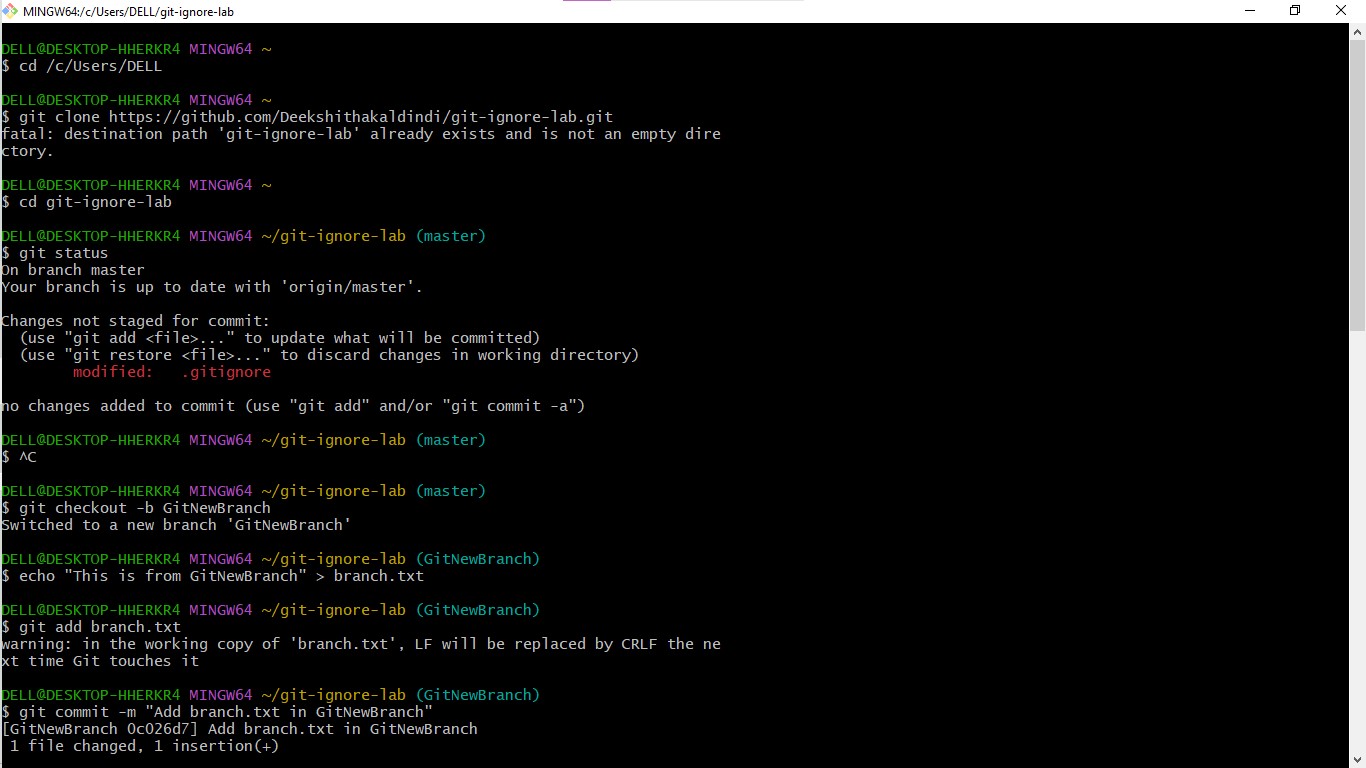 MINGW64:/c/Users/DELL/git-ignore-lab
DELL@DESKTOP-HHERKR4 MINGW64 ~
$ cd /c/Users/DELL
DELL@DESKTOP-HHERKR4 MINGW64 ~
$ git clone https://github.com/Deekshithakaldindi/git-ignore-lab.git
fatal: destination path 'git-ignore-lab' already exists and is not an empty dire
ctory.
DELL@DESKTOP-HHERKR4 MINGW64 ~
$ cd git-ignore-lab
DELL@DESKTOP-HHERKR4 MINGW64 ~/git-ignore-lab (master)
$ git status
On branch master
Your branch is up to date with 'origin/master'.
Changes not staged for commit:
  (use "git add <file>..." to update what will be committed)
  (use "git restore <file>..." to discard changes in working directory)
        modified:   .gitignore
no changes added to commit (use "git add" and/or "git commit -a")
DELL@DESKTOP-HHERKR4 MINGW64 ~/git-ignore-lab (master)
$ ^C
DELL@DESKTOP-HHERKR4 MINGW64 ~/git-ignore-lab (master)
$ git checkout -b GitNewBranch
Switched to a new branch 'GitNewBranch'
DELL@DESKTOP-HHERKR4 MINGW64 ~/git-ignore-lab (GitNewBranch)
$ echo "This is from GitNewBranch" > branch.txt
DELL@DESKTOP-HHERKR4 MINGW64 ~/git-ignore-lab (GitNewBranch)
$ git add branch.txt
warning: in the working copy of 'branch.txt', LF will be replaced by CRLF the ne
xt time Git touches it
DELL@DESKTOP-HHERKR4 MINGW64 ~/git-ignore-lab (GitNewBranch)
$ git commit -m "Add branch.txt in GitNewBranch"
[GitNewBranch 0c026d7] Add branch.txt in GitNewBranch
 1 file changed, 1 insertion(+)